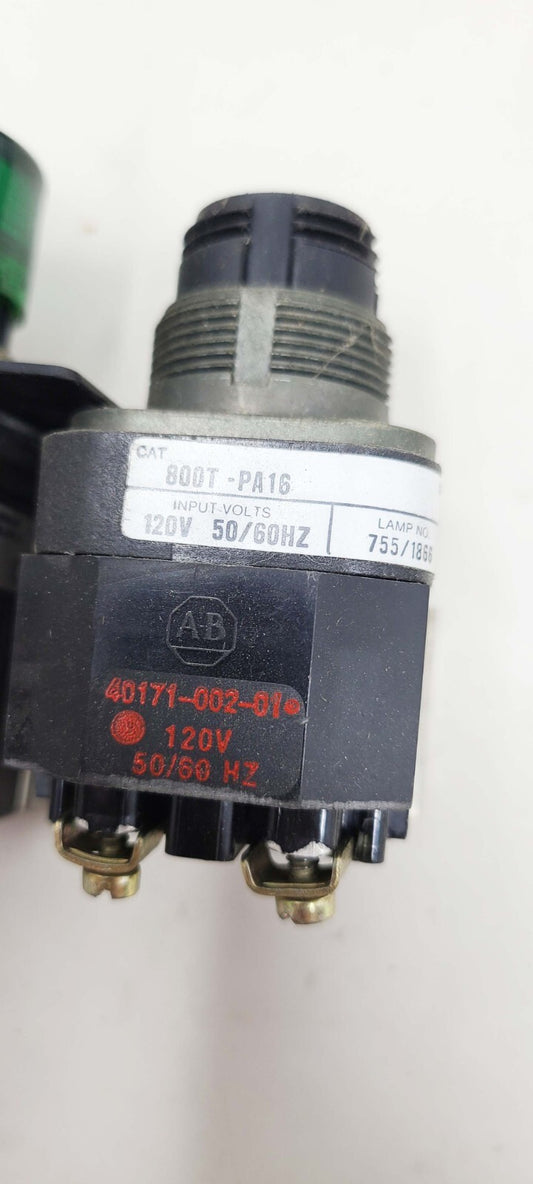 CAT
800T-PA16
INPUT VOLTS
120V 50/60HZ
LAMP NO.
755/1866
A-B
40171-002-01
120V
50/60 HZ